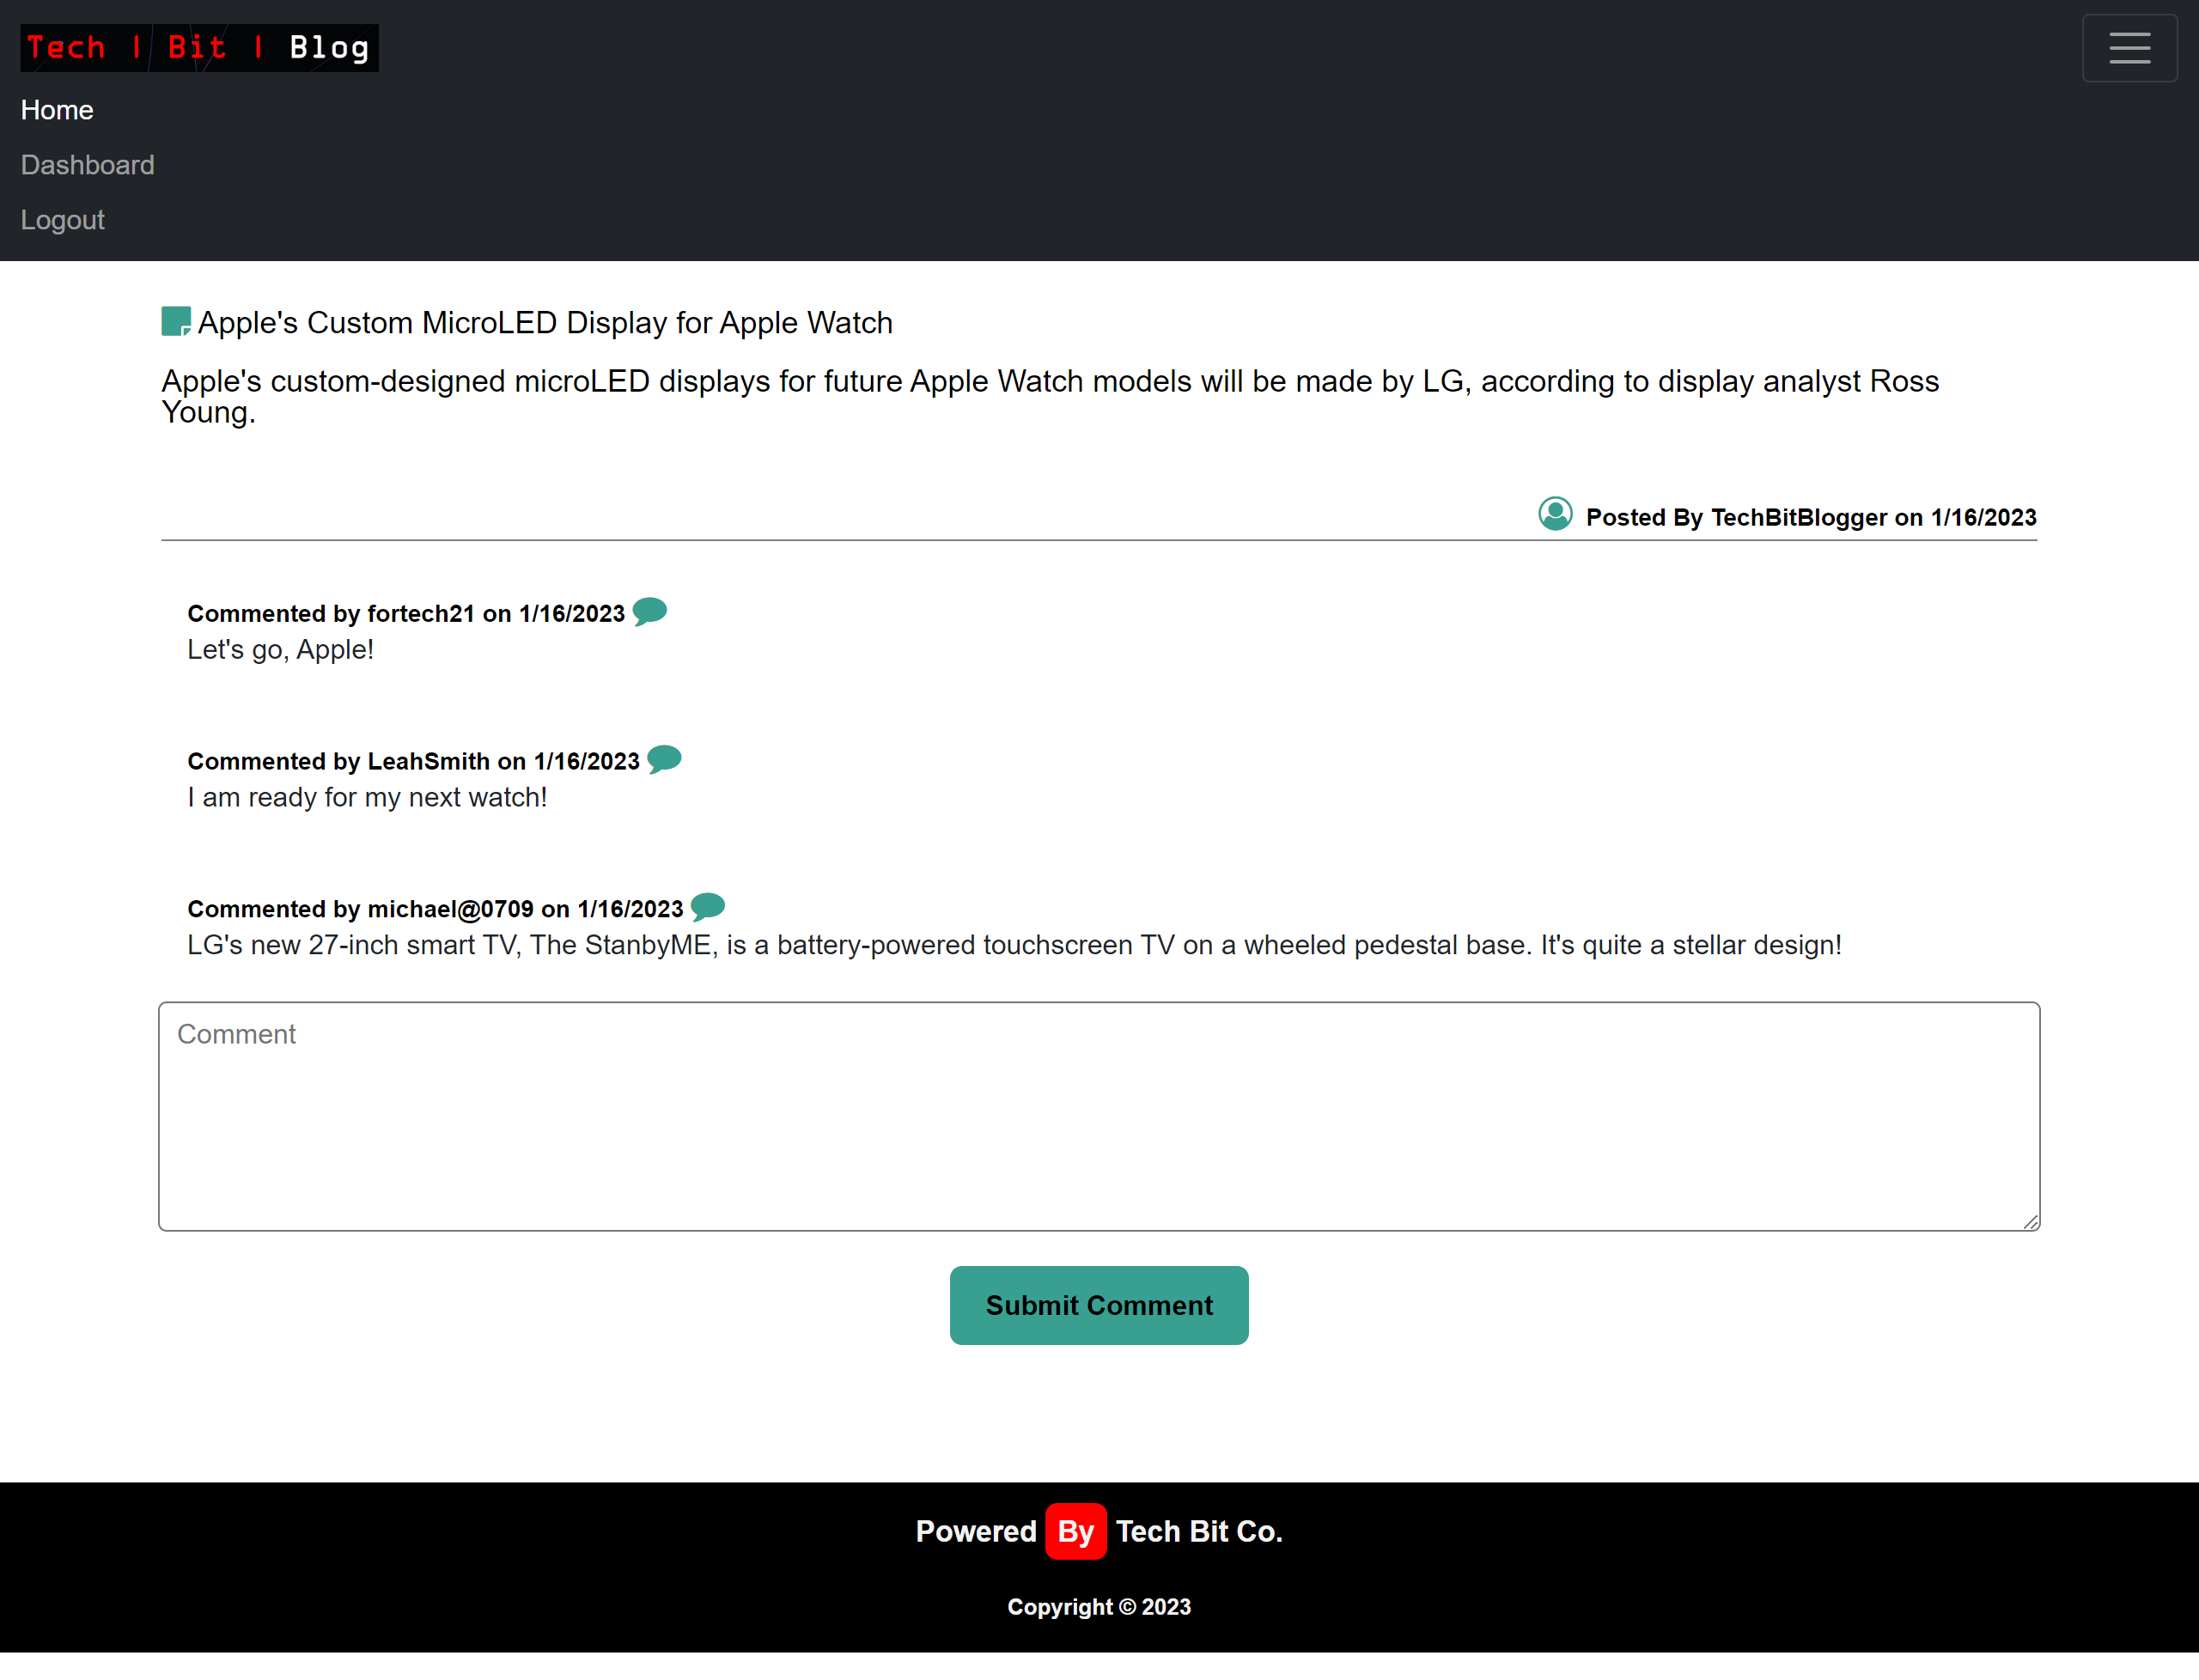 Tech | Bit | Blog
Home
Dashboard
Logout
Apple's Custom MicroLED Display for Apple Watch
Apple's custom-designed microLED displays for future Apple Watch models will be made by LG, according to display analyst Ross
Young.
Posted By TechBitBlogger on 1/16/2023
Commented by fortech21 on 1/16/2023
Let's go, Apple!
Commented by LeahSmith on 1/16/2023
I am ready for my next watch!
Commented by michael@0709 on 1/16/2023
LG's new 27-inch smart TV, The StanbyME, is a battery-powered touchscreen TV on a wheeled pedestal base. It's quite a stellar design!
Comment
Submit Comment
Powered By Tech Bit Co.
Copyright © 2023